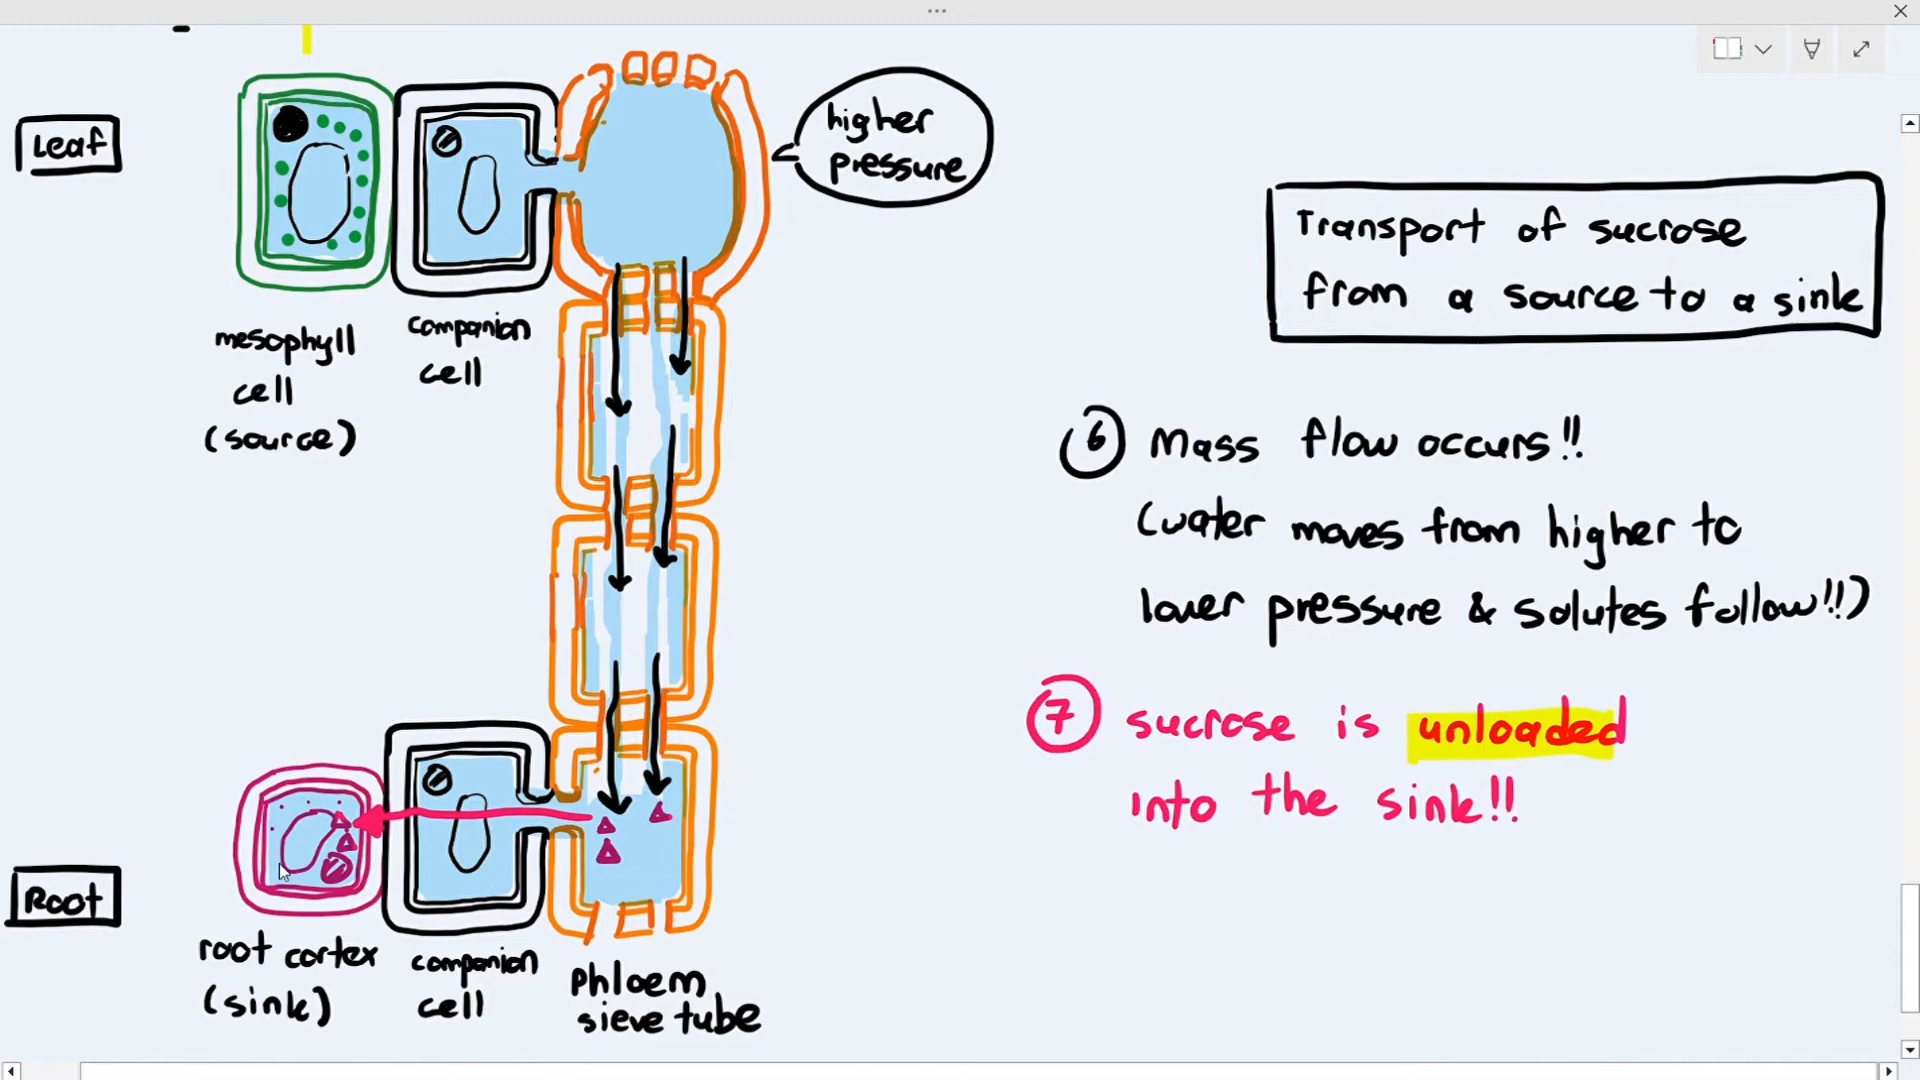 Leaf
higher
pressure
mesophyll
cell
(source)
companion
cell
Transport of sucrose
from a source to a sink
6 Mass flow occurs!!
(water moves from higher to
lower pressure & solutes follow!!)
7 sucrose is unloaded
into the sink!!
Root
root cortex
(sink)
companion
cell
Phloem
sieve tube